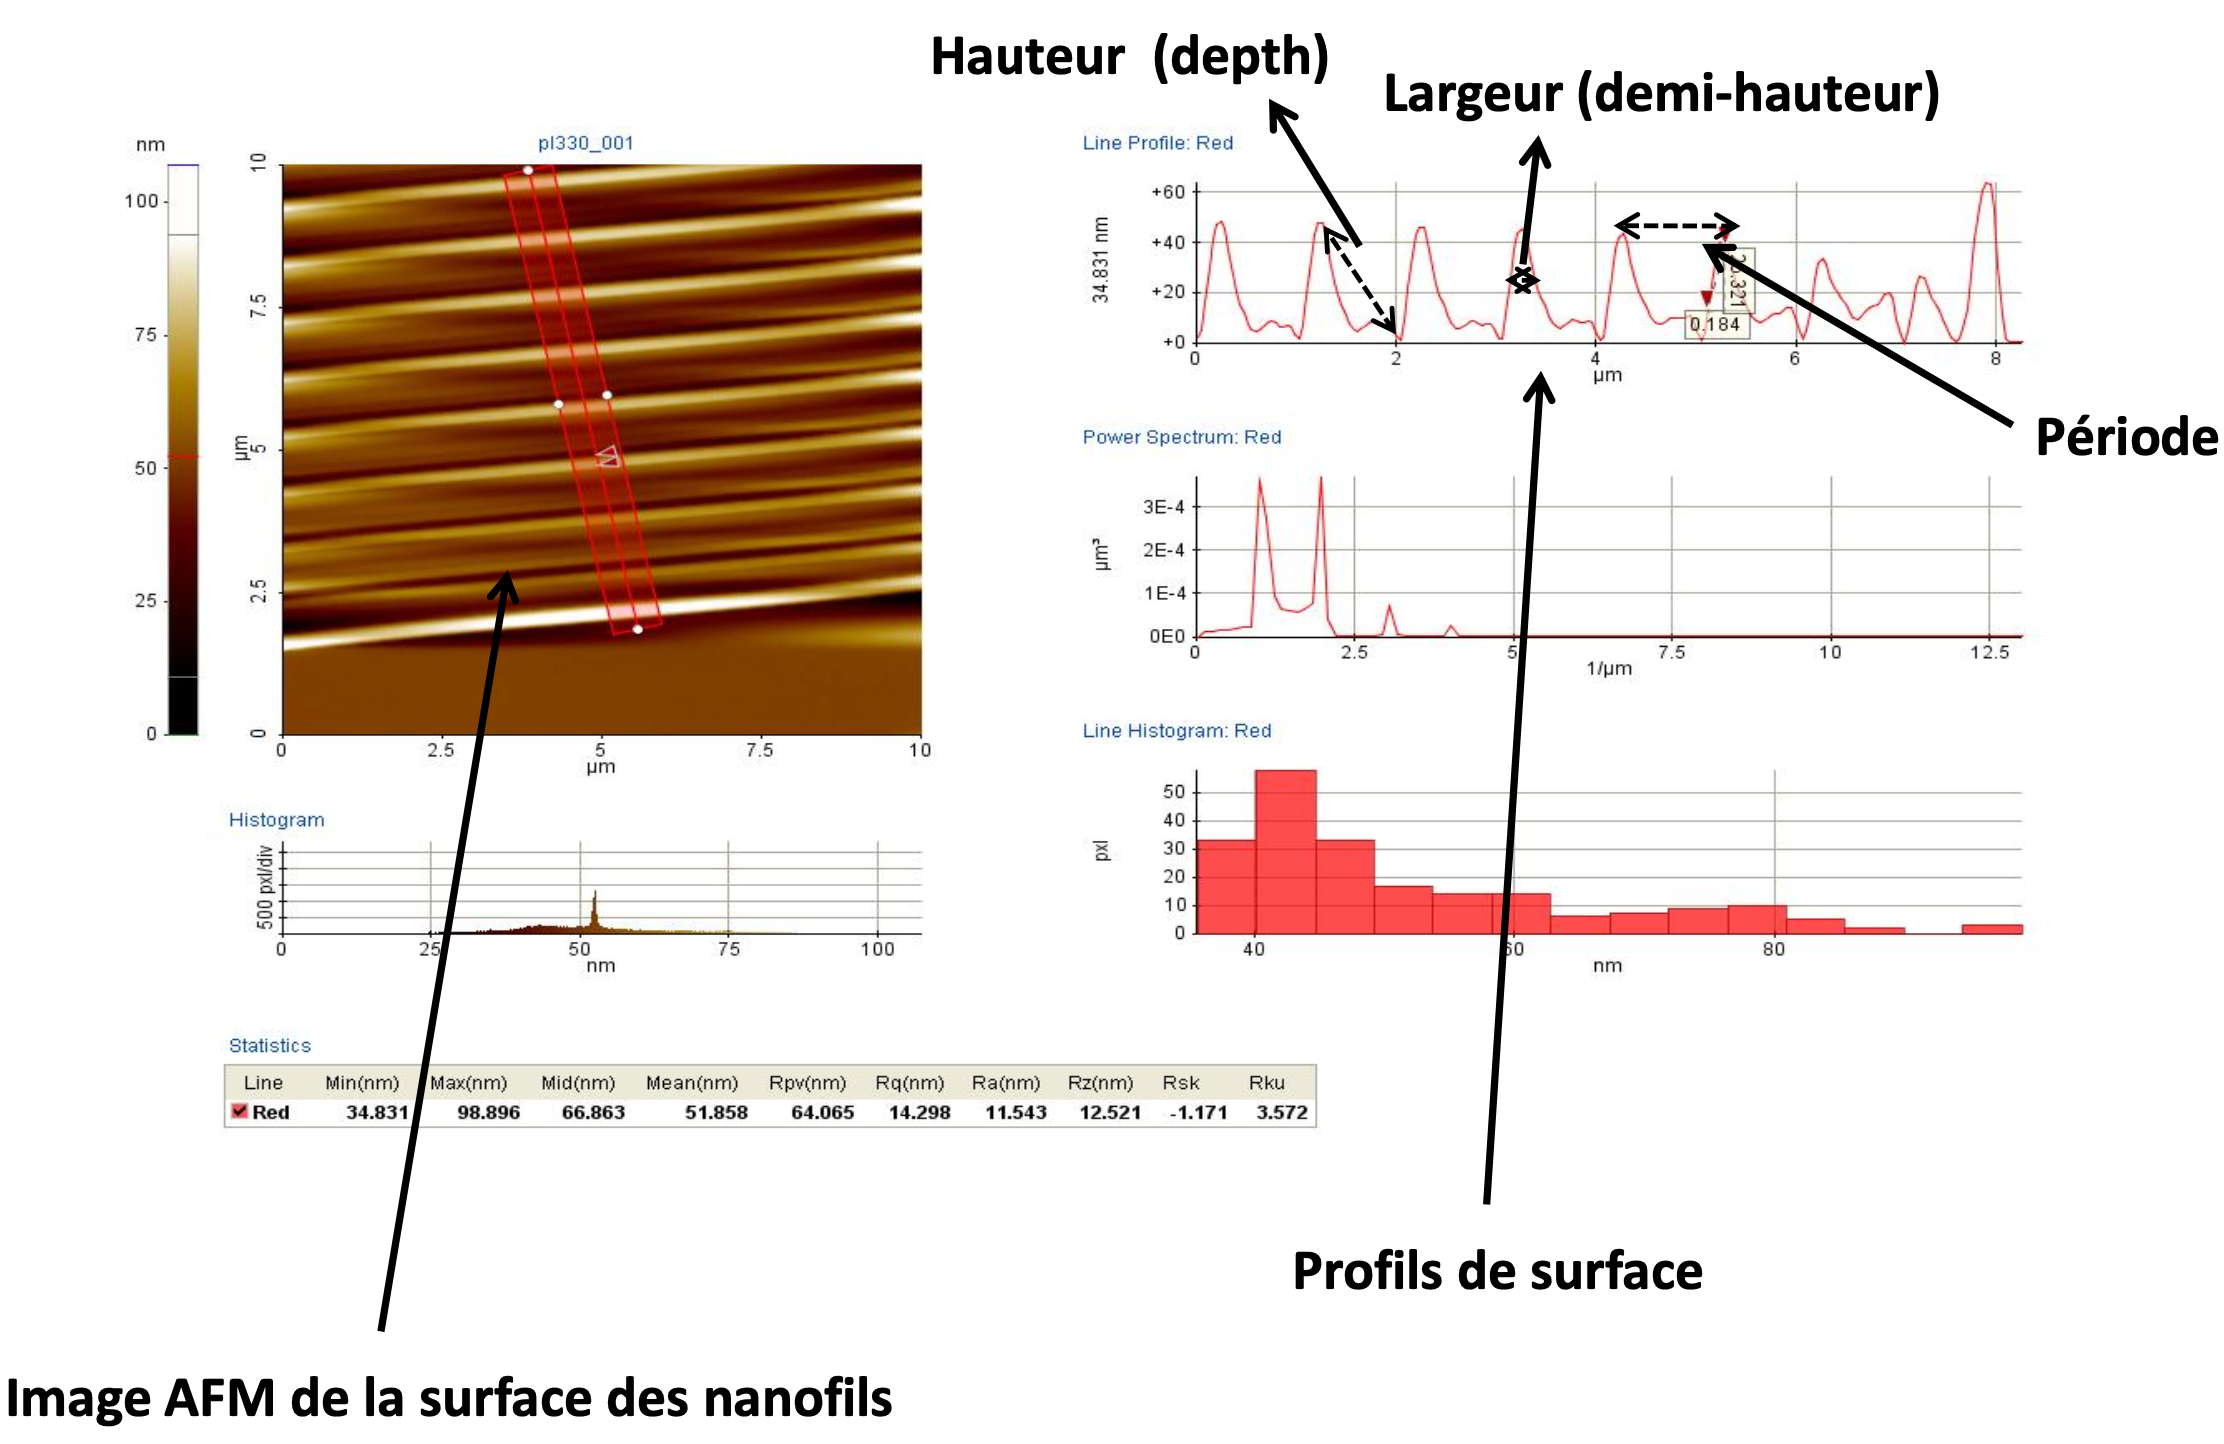 Hauteur (depth)
Largeur (demi-hauteur)
nm
pl330_001
Line Profile: Red
100
75
50
25
0
10
7.5
5
2.5
0
µm
0
2.5
5
7.5
10
µm
34.831 nm
+60
+40
+20
+0
0.184
0
2
4
6
8
µm
Période
Power Spectrum: Red
µm³
3E-4
2E-4
1E-4
0E0
0
2.5
5
7.5
10
12.5
1/µm
Line Histogram: Red
pxl
50
40
30
20
10
0
40
60
80
nm
Histogram
500 pxl/div
0
25
50
75
100
nm
Statistics
Line Min(nm) Max(nm) Mid(nm) Mean(nm) Rpv(nm) Rq(nm) Ra(nm) Rz(nm) Rsk Rku
Red 34.831 98.896 66.863 51.858 64.065 14.298 11.543 12.521 -1.171 3.572
Profils de surface
Image AFM de la surface des nanofils